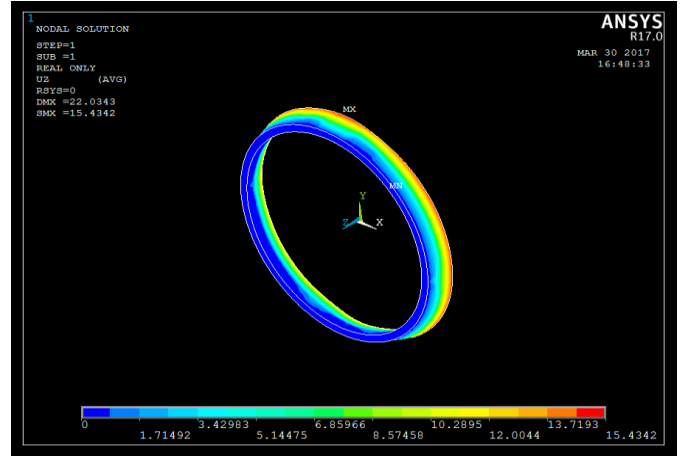 1
NODAL SOLUTION
STEP=1
SUB =1
REAL ONLY
UZ (AVG)
RSYS=0
DMX =22.0343
SMX =15.4342
ANSYS
R17.0
MAR 30 2017
16:48:33
MX
MN
Y
Z X
0 3.42983 6.85966 10.2895 13.7193
1.71492 5.14475 8.57458 12.0044 15.4342